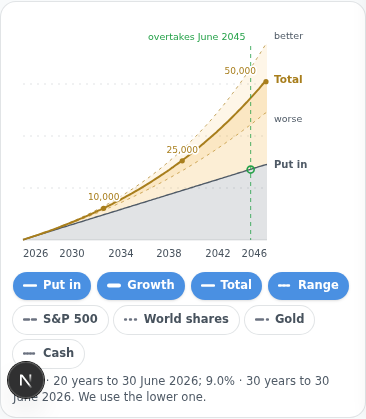 overtakes June 2045
better
50,000
Total
worse
25,000
Put in
10,000
2026 2030 2034 2038 2042 2046
Put in Growth Total Range
S&P 500 World shares Gold
Cash
N
· 20 years to 30 June 2026; 9.0% · 30 years to 30
June 2026. We use the lower one.